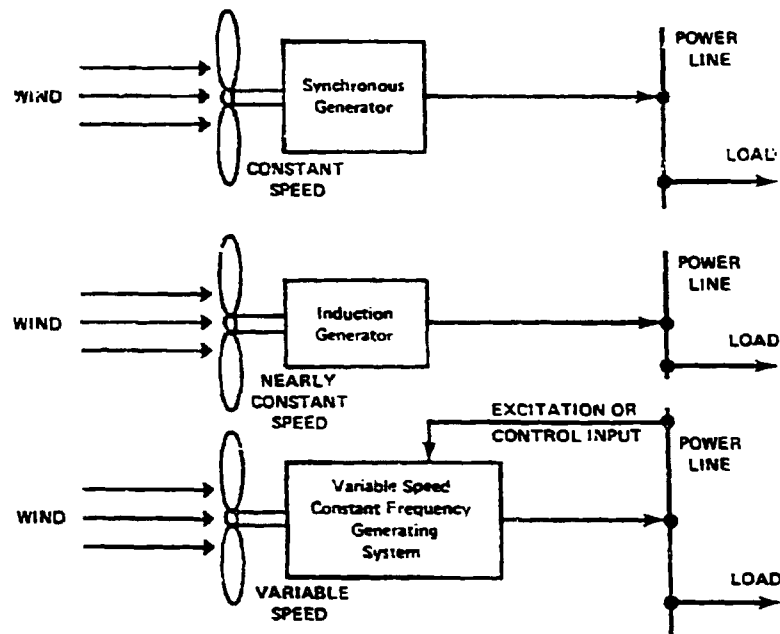 WIND
Synchronous
Generator
CONSTANT
SPEED
POWER
LINE
LOAD
WIND
Induction
Generator
NEARLY
CONSTANT
SPEED
POWER
LINE
LOAD
EXCITATION OR
CONTROL INPUT
WIND
Variable Speed
Constant Frequency
Generating
System
VARIABLE
SPEED
POWER
LINE
LOAD